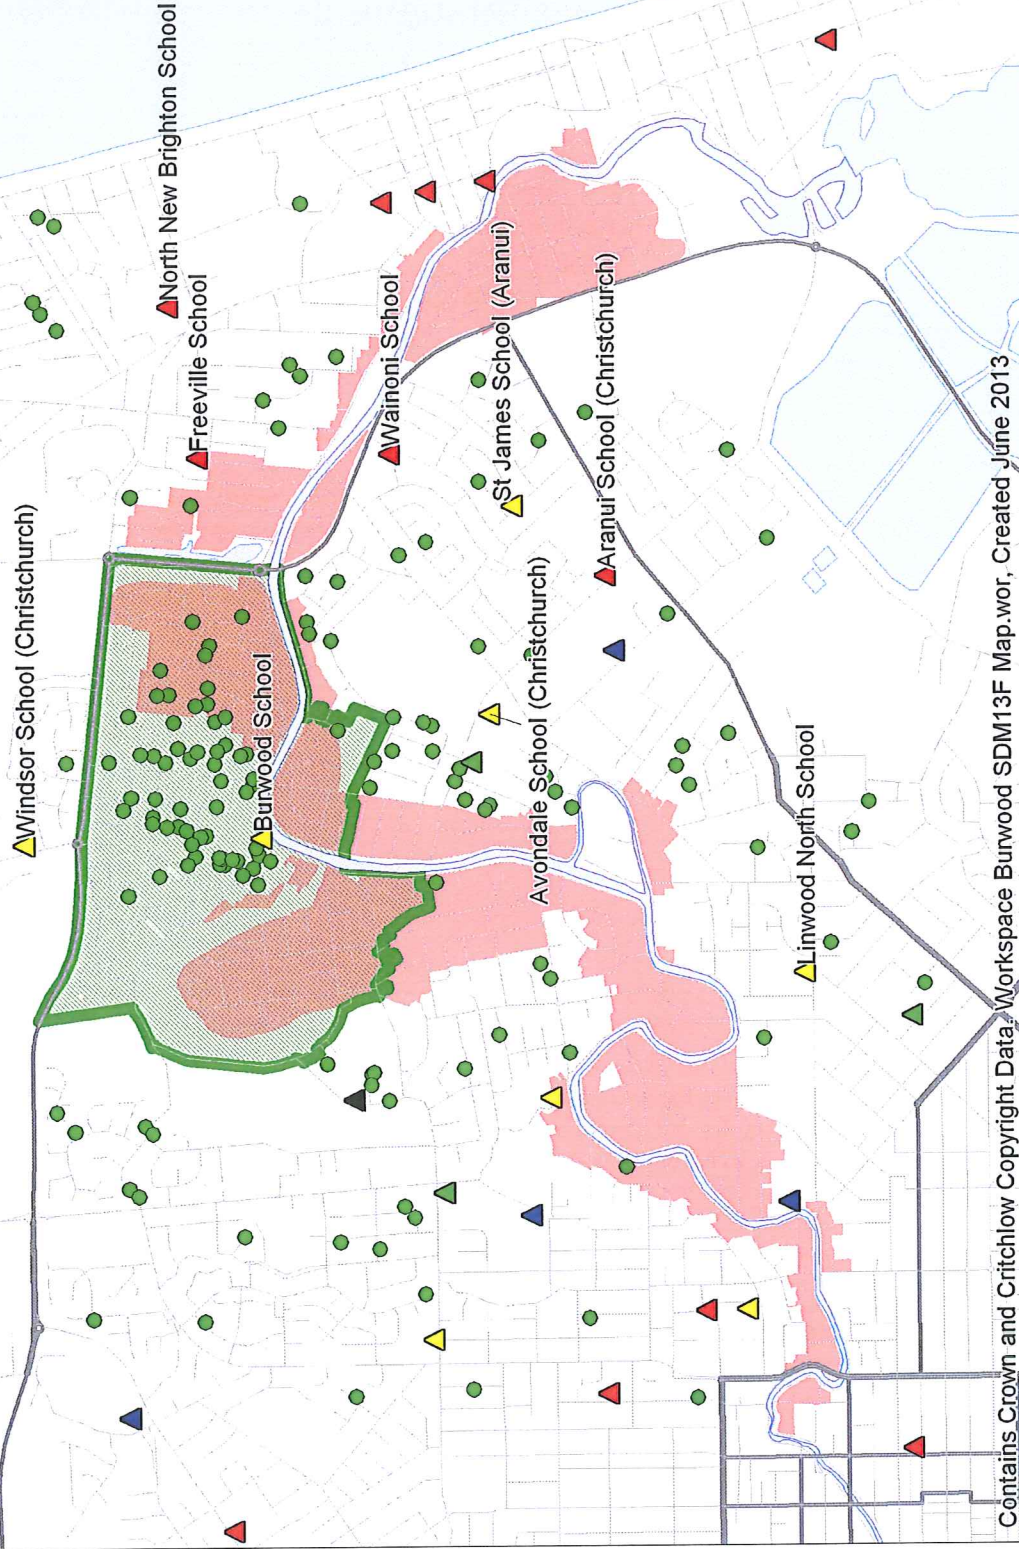 Windsor School (Christchurch)
North New Brighton School
Freeville School
Burwood School
Wainoni School
St James School (Aranui)
Avondale School (Christchurch)
Aranui School (Christchurch)
Linwood North School
Contains Crown and Critchlow Copyright Data. Workspace Burwood SDM13F Map.wor, Created June 2013